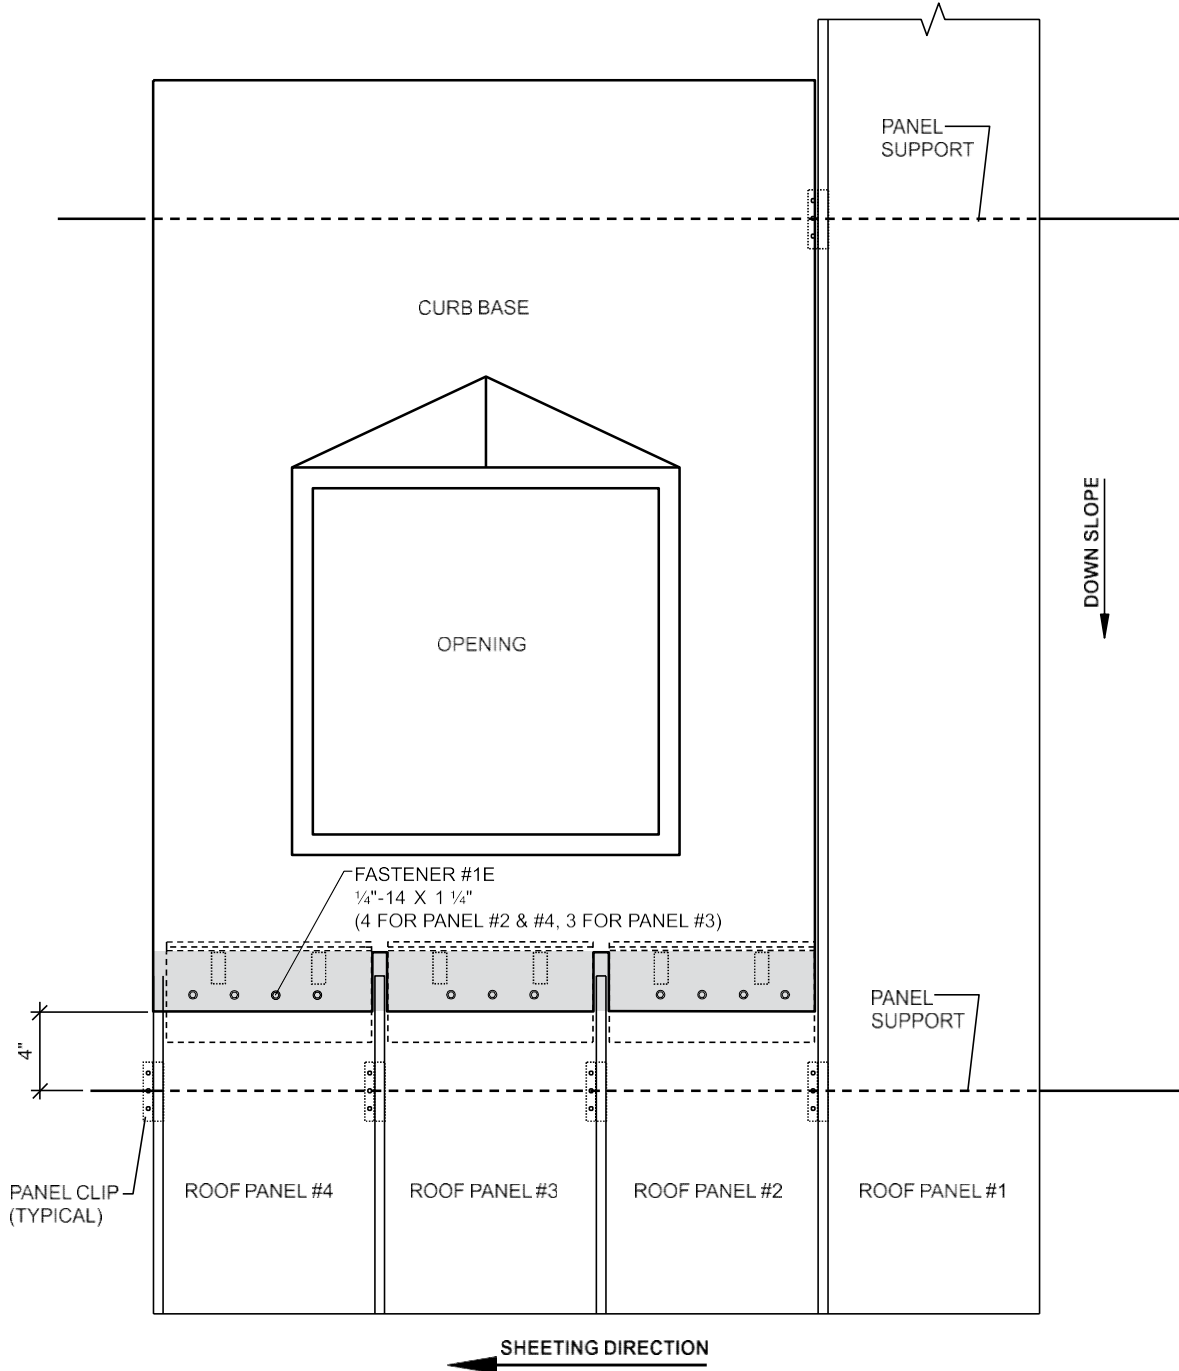 PANEL
SUPPORT
CURB BASE
DOWN SLOPE
OPENING
FASTENER #1E
¼"-14 X 1 ¼"
(4 FOR PANEL #2 & #4, 3 FOR PANEL #3)
PANEL
SUPPORT
4"
PANEL CLIP
(TYPICAL)
ROOF PANEL #4
ROOF PANEL #3
ROOF PANEL #2
ROOF PANEL #1
SHEETING DIRECTION